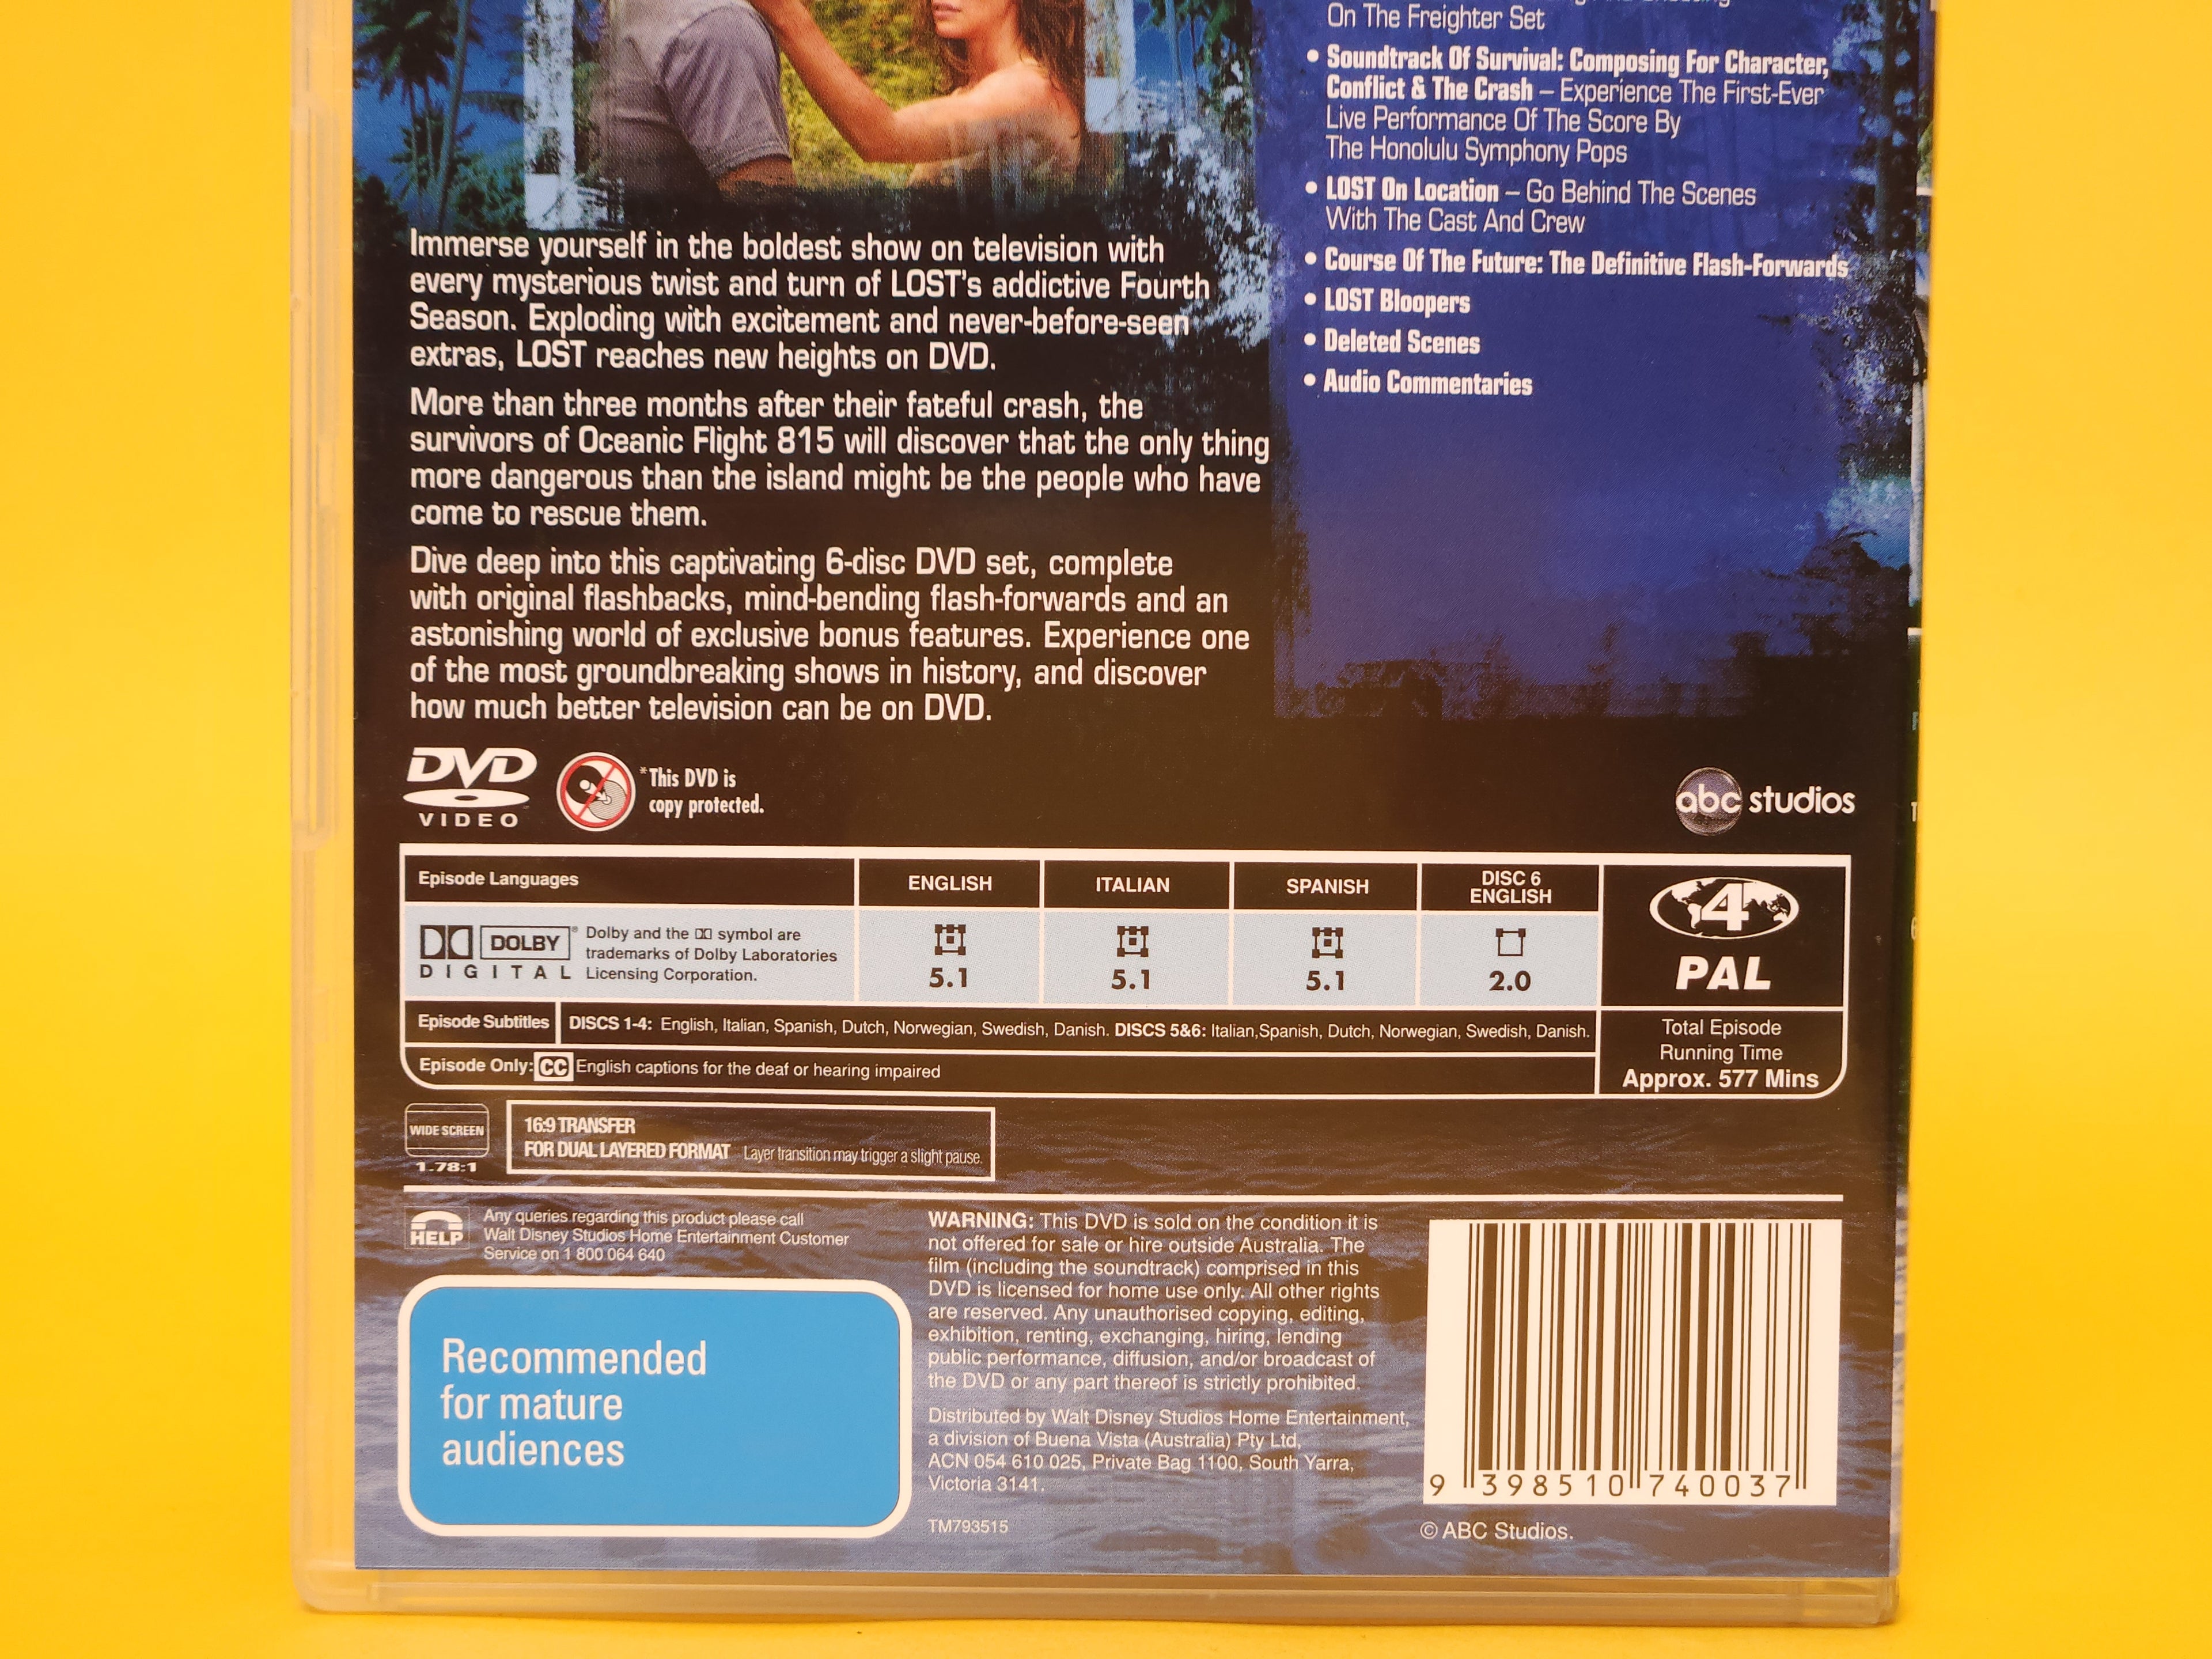 Immerse yourself in the boldest show on television with
every mysterious twist and turn of LOST's addictive Fourth
Season. Exploding with excitement and never-before-seen
extras, LOST reaches new heights on DVD.
More than three months after their fateful crash, the
survivors of Oceanic Flight 815 will discover that the only thing
more dangerous than the island might be the people who have
come to rescue them.
Dive deep into this captivating 6-disc DVD set, complete
with original flashbacks, mind-bending flash-forwards and an
astonishing world of exclusive bonus features. Experience one
of the most groundbreaking shows in history, and discover
how much better television can be on DVD.
On The Freighter Set
• Soundtrack Of Survival: Composing For Character,
Conflict & The Crash – Experience The First-Ever
Live Performance Of The Score By
The Honolulu Symphony Pops
• LOST On Location – Go Behind The Scenes
With The Cast And Crew
• Course Of The Future: The Definitive Flash-Forwards
• LOST Bloopers
• Deleted Scenes
• Audio Commentaries
DVD
VIDEO
*This DVD is
copy protected.
abc studios
Episode Languages
ENGLISH
ITALIAN
SPANISH
DISC 6
ENGLISH
DOLBY®
DIGITAL
Dolby and the symbol are
trademarks of Dolby Laboratories
Licensing Corporation.
5.1
5.1
5.1
2.0
4
PAL
Episode Subtitles
DISCS 1-4: English, Italian, Spanish, Dutch, Norwegian, Swedish, Danish. DISCS 5&6: Italian,Spanish, Dutch, Norwegian, Swedish, Danish.
Episode Only: CC English captions for the deaf or hearing impaired
Total Episode
Running Time
Approx. 577 Mins
WIDE SCREEN
1.78:1
16:9 TRANSFER
FOR DUAL LAYERED FORMAT Layer transition may trigger a slight pause.
HELP
Any queries regarding this product please call
Walt Disney Studios Home Entertainment Customer
Service on 1 800 064 640
Recommended
for mature
audiences
WARNING: This DVD is sold on the condition it is
not offered for sale or hire outside Australia. The
film (including the soundtrack) comprised in this
DVD is licensed for home use only. All other rights
are reserved. Any unauthorised copying, editing,
exhibition, renting, exchanging, hiring, lending
public performance, diffusion, and/or broadcast of
the DVD or any part thereof is strictly prohibited.
Distributed by Walt Disney Studios Home Entertainment,
a division of Buena Vista (Australia) Pty Ltd,
ACN 054 610 025, Private Bag 1100, South Yarra,
Victoria 3141.
TM793515
9 398510 740037
© ABC Studios.